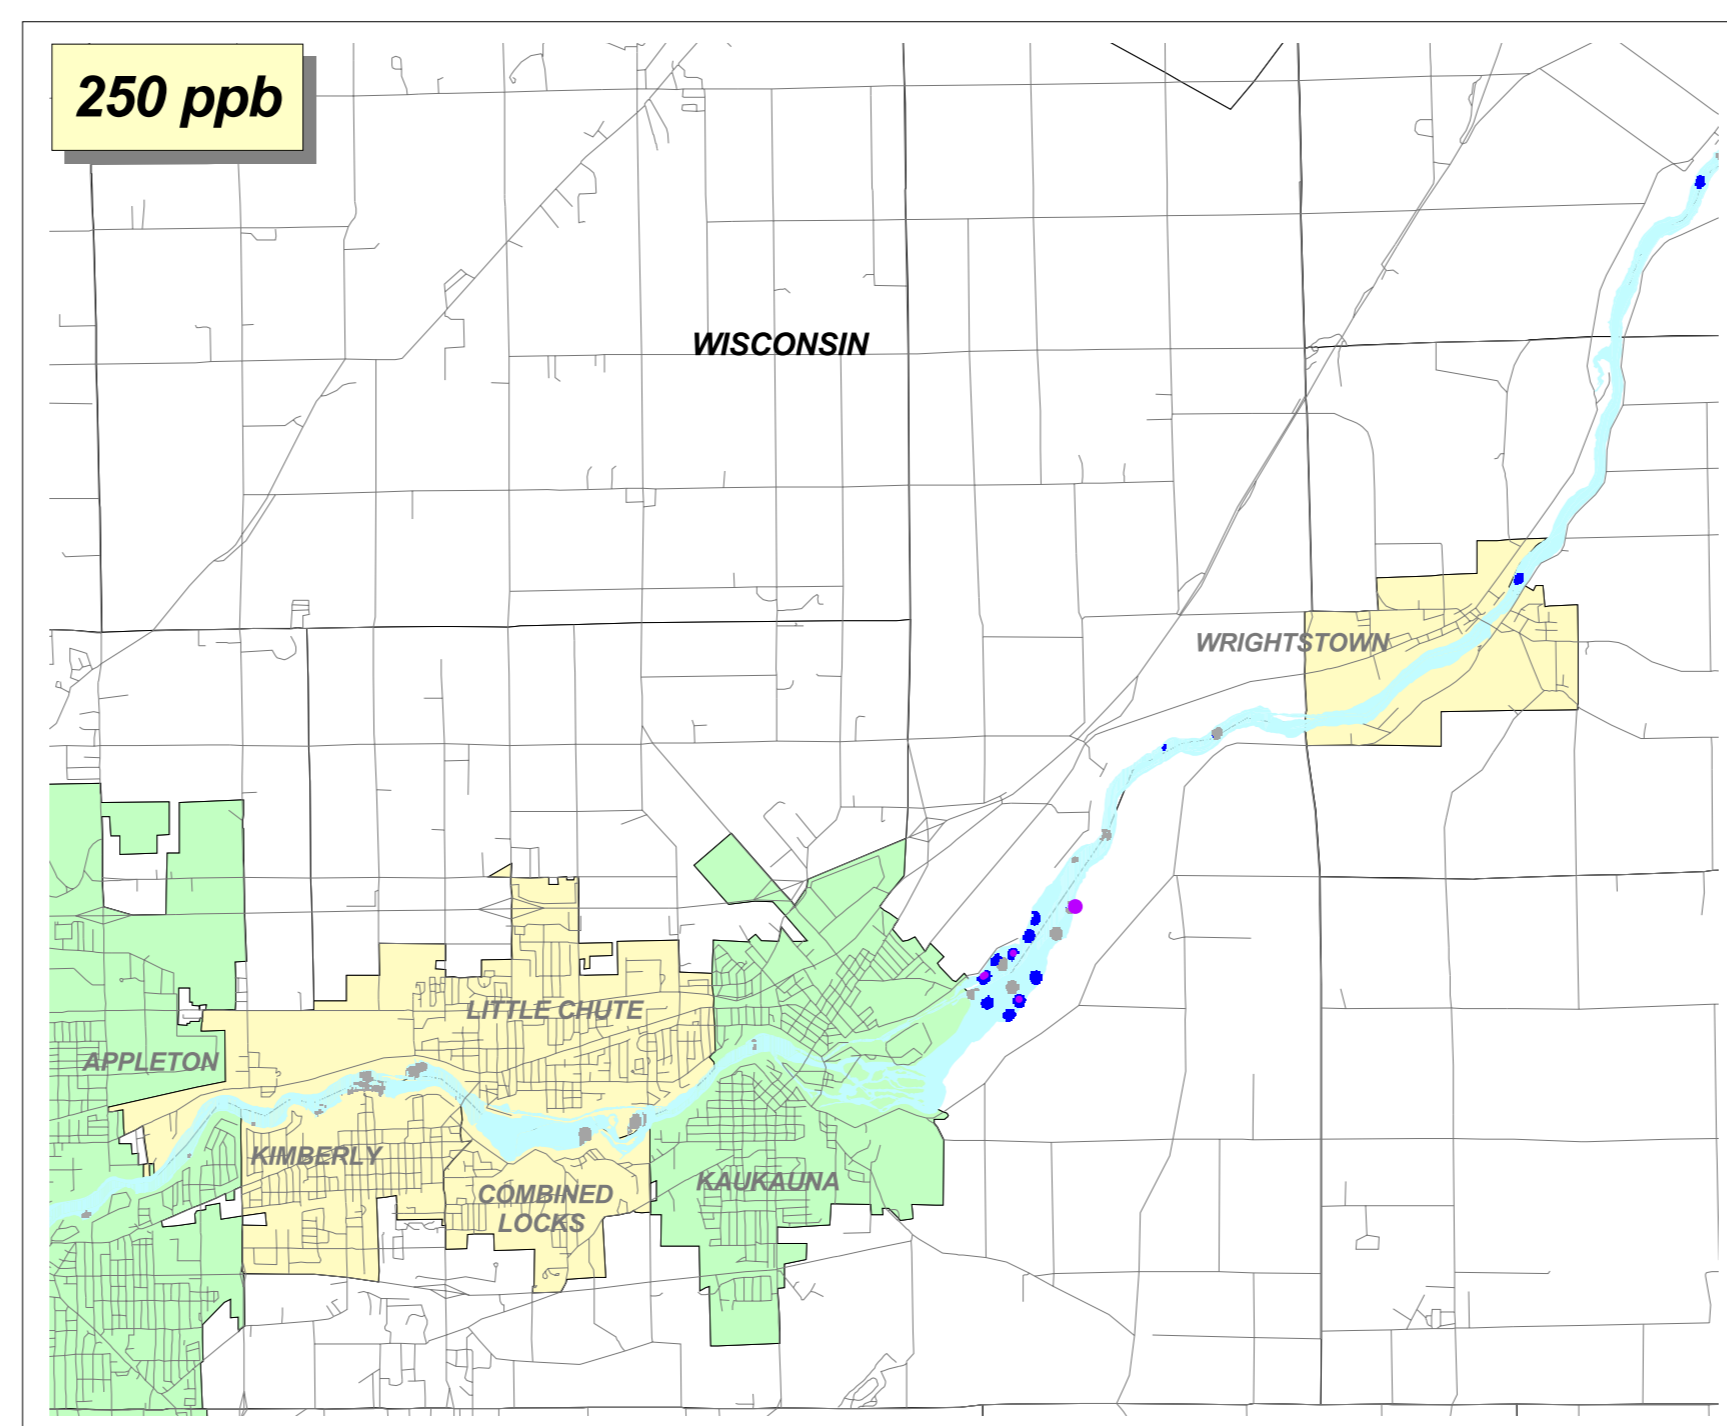 250 ppb
WISCONSIN
WRIGHTSTOWN
LITTLE CHUTE
APPLETON
KIMBERLY
COMBINED
LOCKS
KAUKAUNA